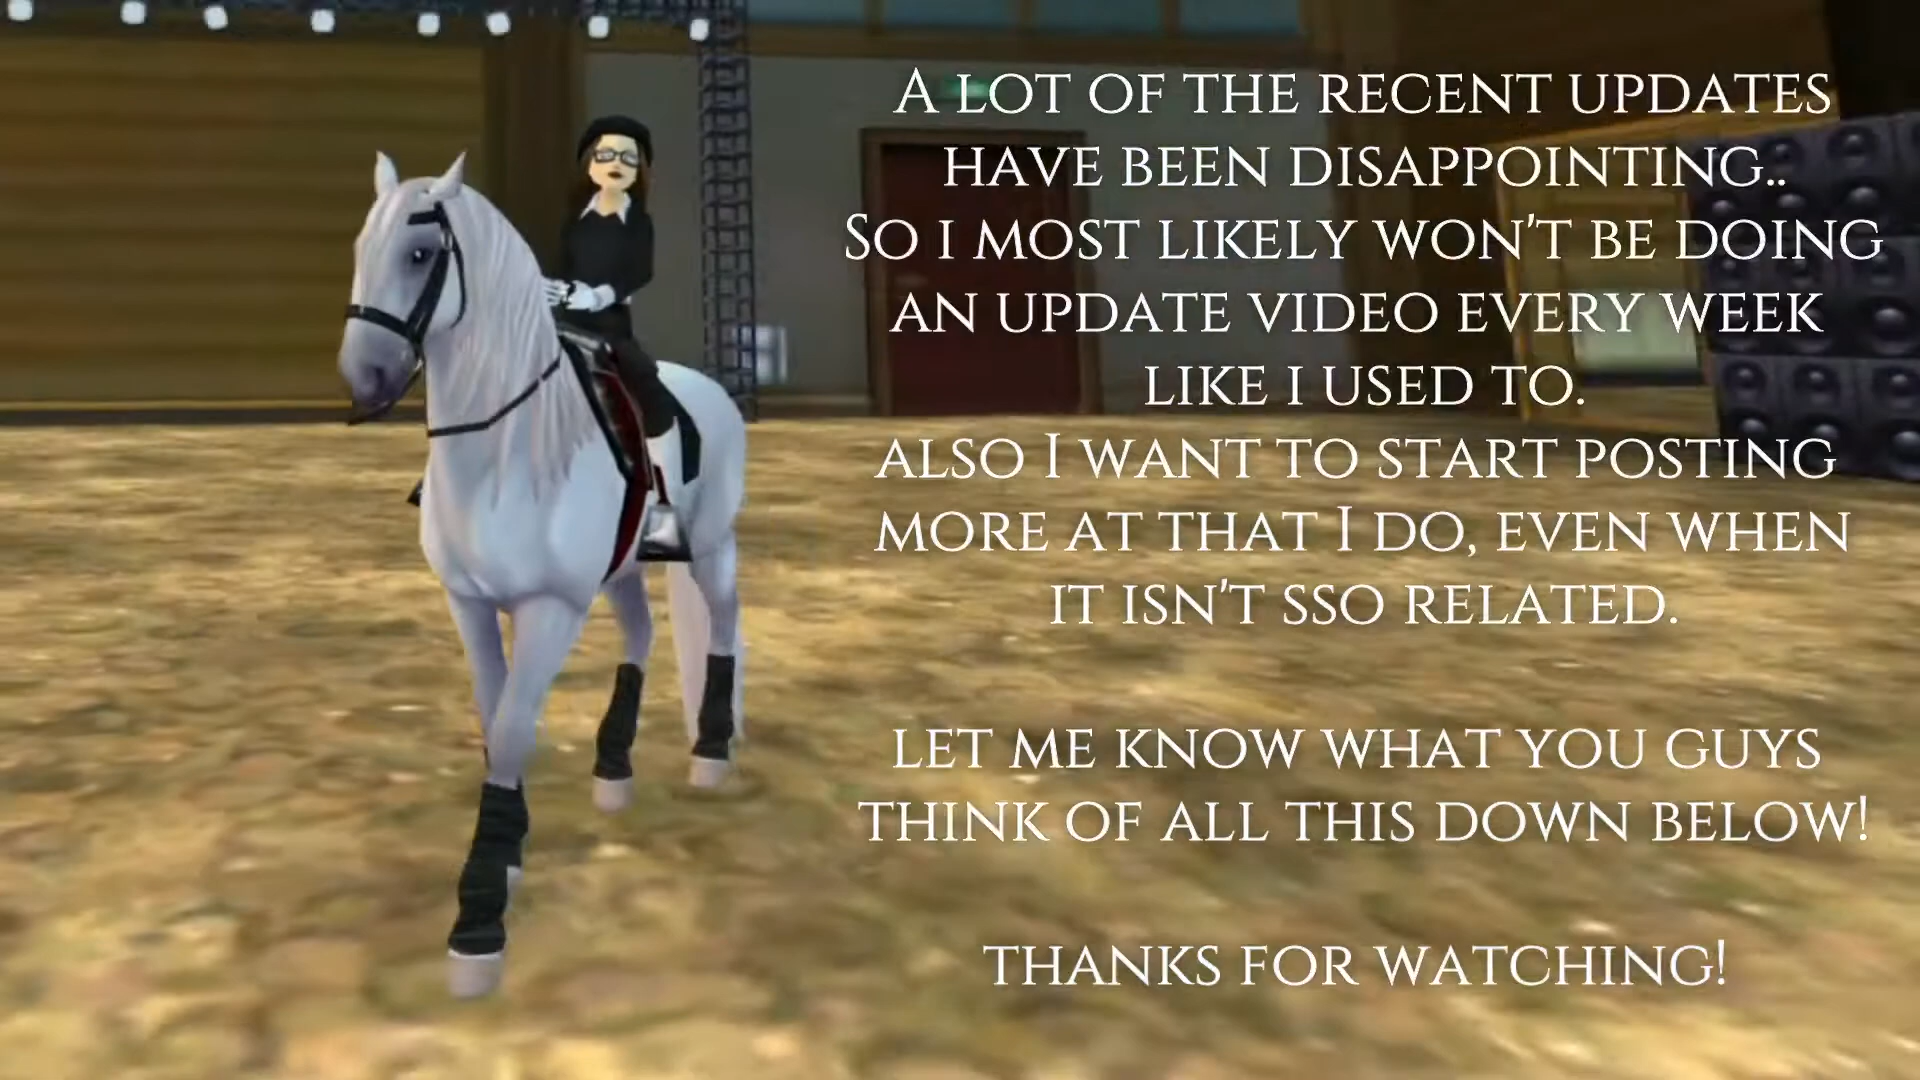 A LOT OF THE RECENT UPDATES
HAVE BEEN DISAPPOINTING..
SO I MOST LIKELY WON'T BE DOING
AN UPDATE VIDEO EVERY WEEK
LIKE I USED TO.
ALSO I WANT TO START POSTING
MORE AT THAT I DO, EVEN WHEN
IT ISN'T SSO RELATED.
LET ME KNOW WHAT YOU GUYS
THINK OF ALL THIS DOWN BELOW!
THANKS FOR WATCHING!